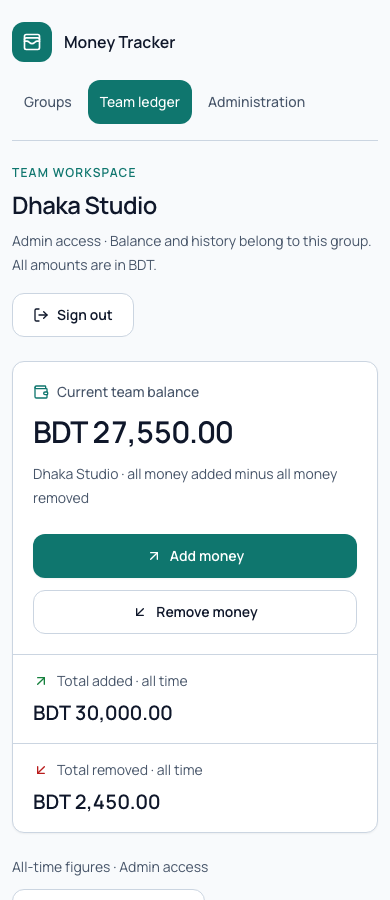 Money Tracker
Groups
Team ledger
Administration
TEAM WORKSPACE
Dhaka Studio
Admin access · Balance and history belong to this group.
All amounts are in BDT.
Sign out
Current team balance
BDT 27,550.00
Dhaka Studio · all money added minus all money
removed
Add money
Remove money
Total added · all time
BDT 30,000.00
Total removed · all time
BDT 2,450.00
All-time figures · Admin access